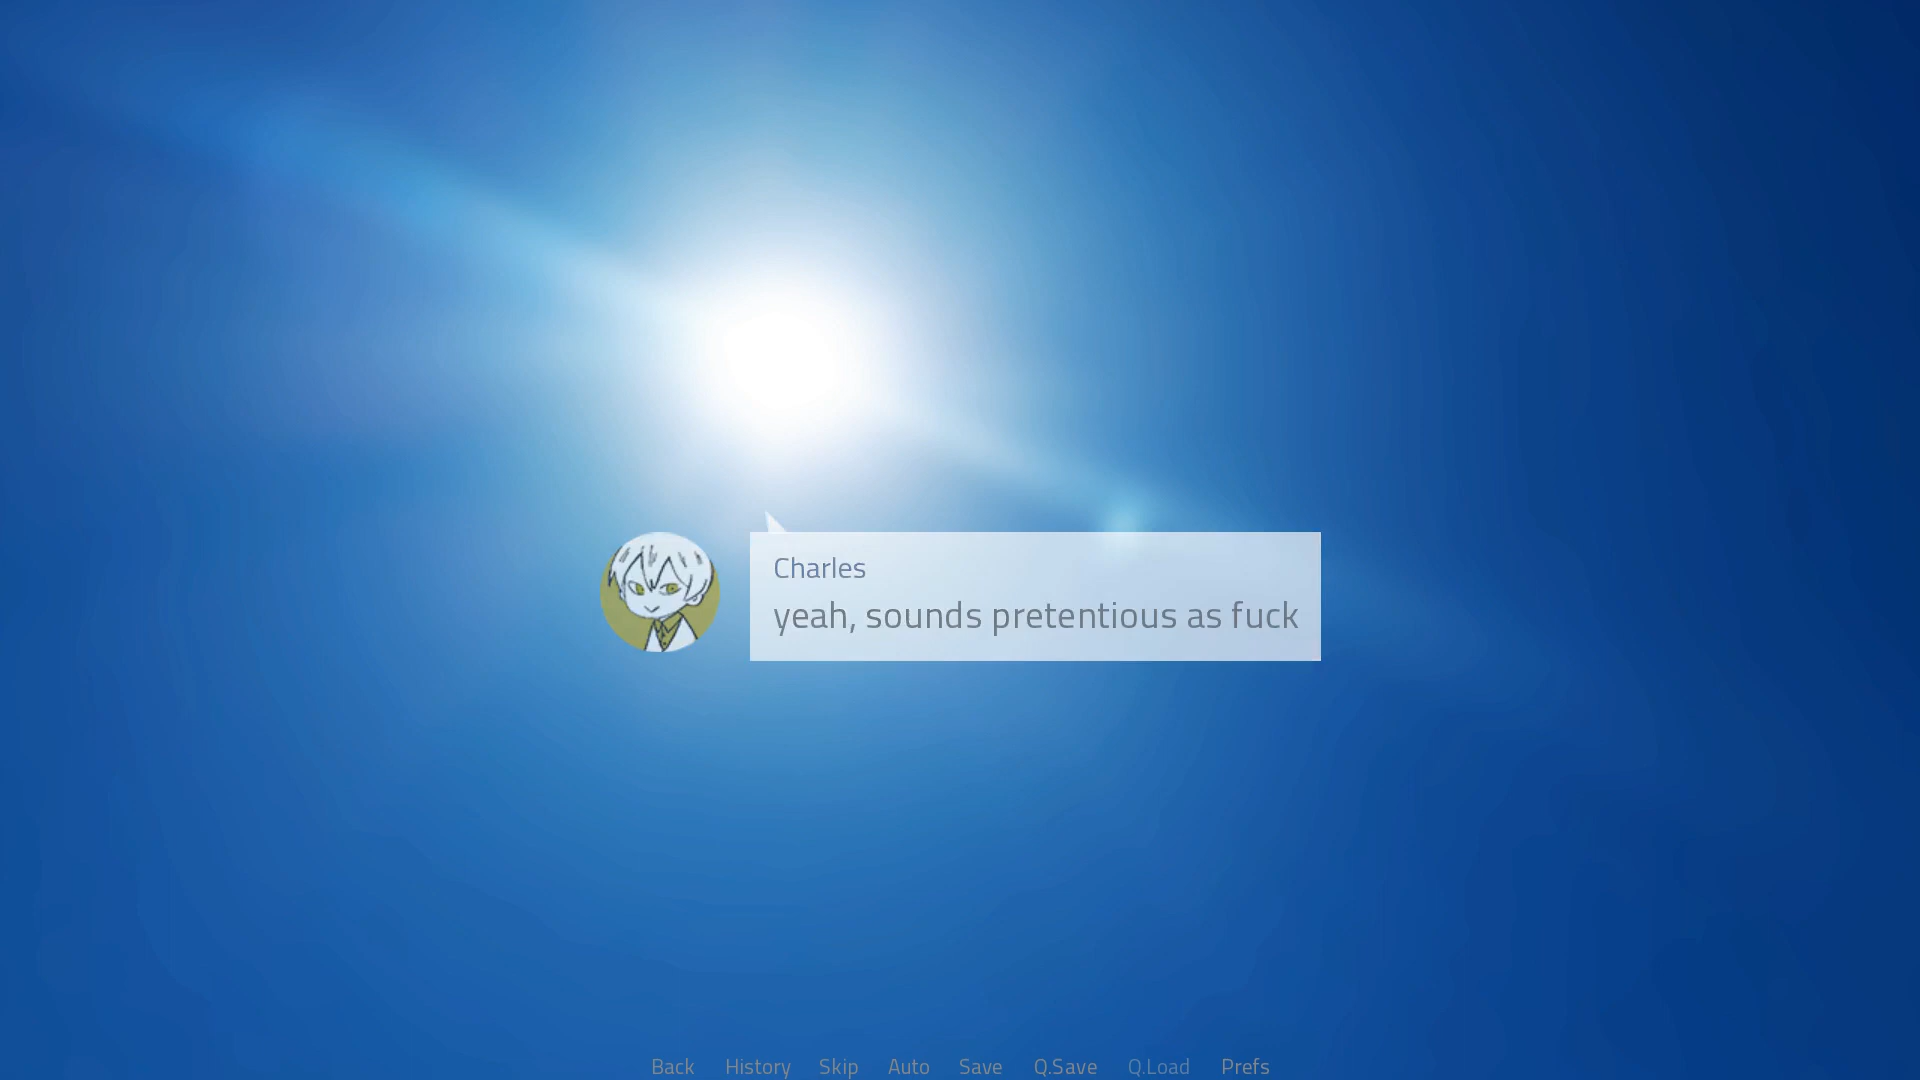 Charles
yeah, sounds pretentious as fuck
Back History Skip Auto Save Q.Save Q.Load Prefs